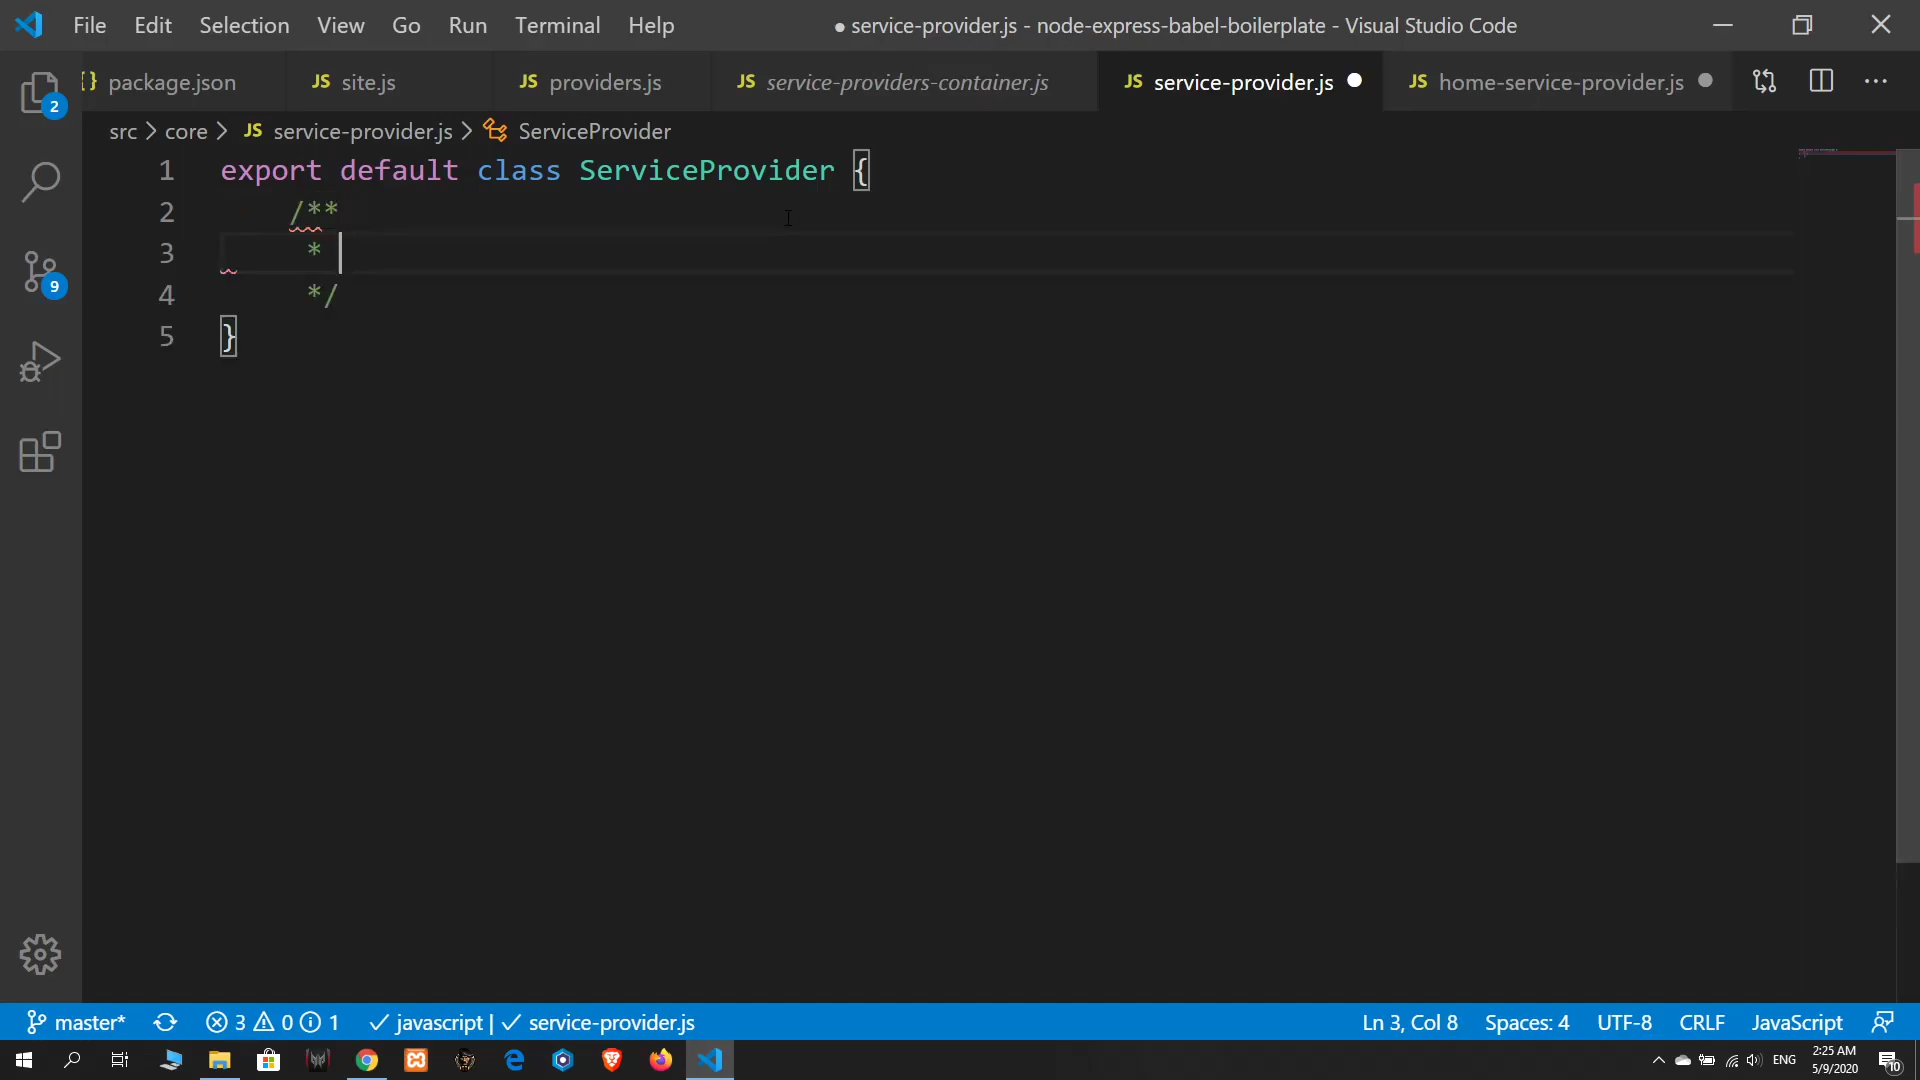 File Edit Selection View Go Run Terminal Help ● service-provider.js - node-express-babel-boilerplate - Visual Studio Code
{} package.json JS site.js JS providers.js JS service-providers-container.js JS service-provider.js JS home-service-provider.js ...
2
src > core > JS service-provider.js > ServiceProvider
1 export default class ServiceProvider {
2 /**
3 *
4 */
5 }
9
master* 3 0 1 javascript | service-provider.js Ln 3, Col 8 Spaces: 4 UTF-8 CRLF JavaScript
ENG 2:25 AM
5/9/2020 10